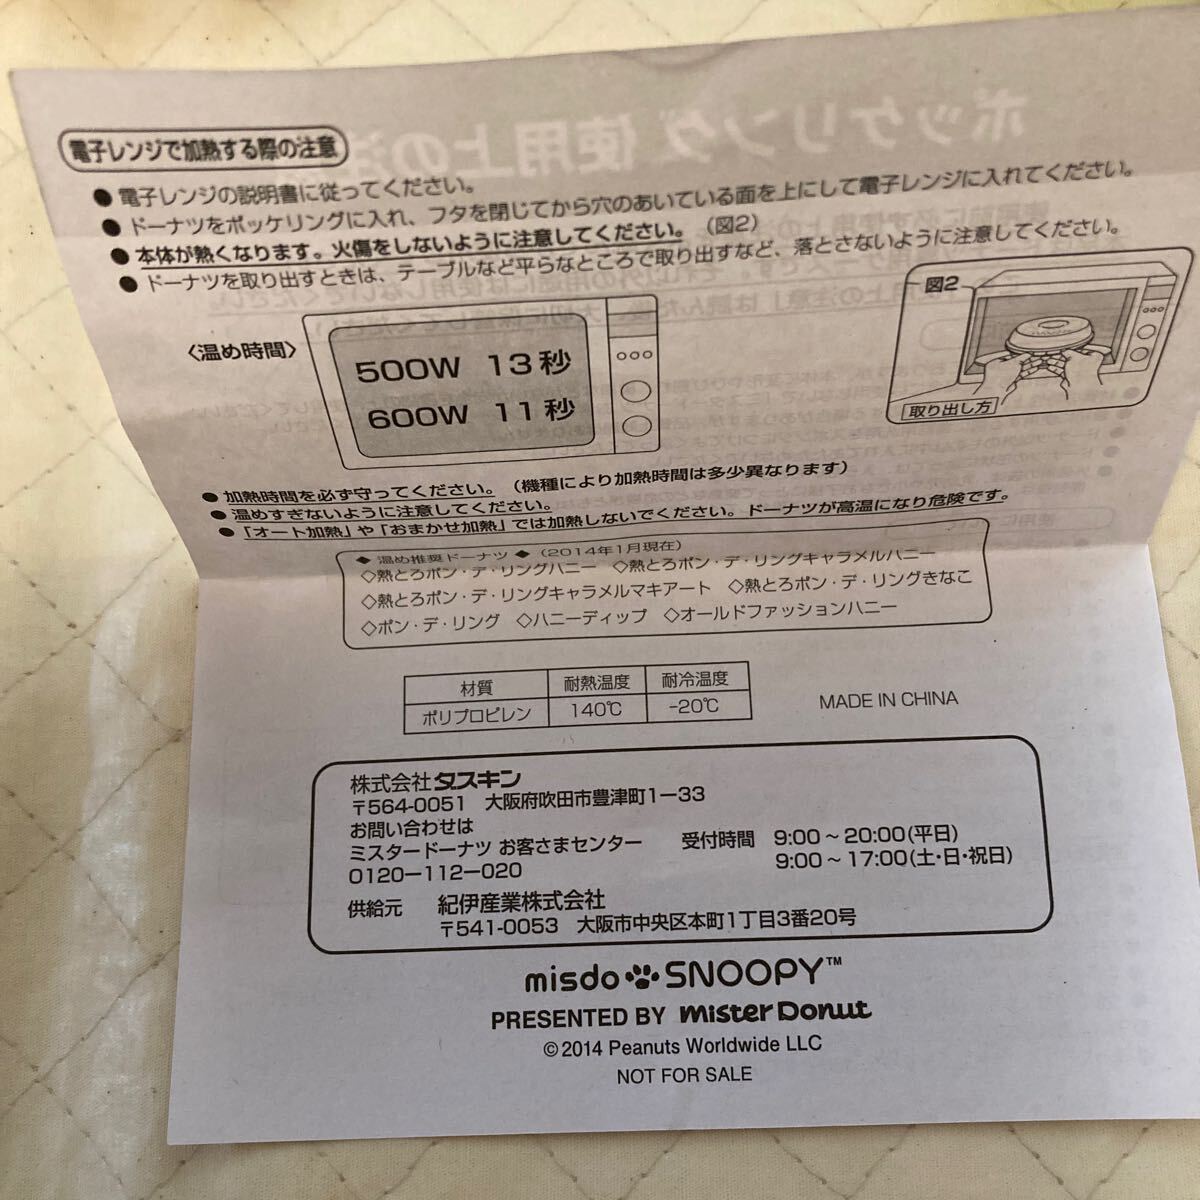 電子レンジで加熱する際の注意
●電子レンジの説明書に従ってください。
●ドーナツをポッケリングに入れ、フタを閉じてから穴のあいている面を上にして電子レンジに入れてください。
●本体が熱くなります。火傷をしないように注意してください。(図2)
●ドーナツを取り出すときは、テーブルなど平らなところで取り出すなど、落とさないように注意してください。
〈温め時間〉
500W 13秒
600W 11秒
図2
取り出し方
●加熱時間を必ず守ってください。(機種により加熱時間は多少異なります)
●温めすぎないように注意してください。
●「オート加熱」や「おまかせ加熱」では加熱しないでください。ドーナツが高温になり危険です。
◆温め推奨ドーナツ◆(2014年1月現在)
◇熱とろポン・デ・リングハニー ◇熱とろポン・デ・リングキャラメルハニー
◇熱とろポン・デ・リングキャラメルマキアート ◇熱とろポン・デ・リングきなこ
◇ポン・デ・リング ◇ハニーディップ ◇オールドファッションハニー
材質 耐熱温度 耐冷温度
ポリプロピレン 140℃ -20℃
MADE IN CHINA
株式会社ダスキン
〒564-0051 大阪府吹田市豊津町1-33
お問い合わせは
ミスタードーナツ お客さまセンター 受付時間 9:00~20:00(平日)
0120-112-020 9:00~17:00(土・日・祝日)
供給元 紀伊産業株式会社
〒541-0053 大阪市中央区本町1丁目3番20号
misdo SNOOPY™
PRESENTED BY mister Donut
©2014 Peanuts Worldwide LLC
NOT FOR SALE